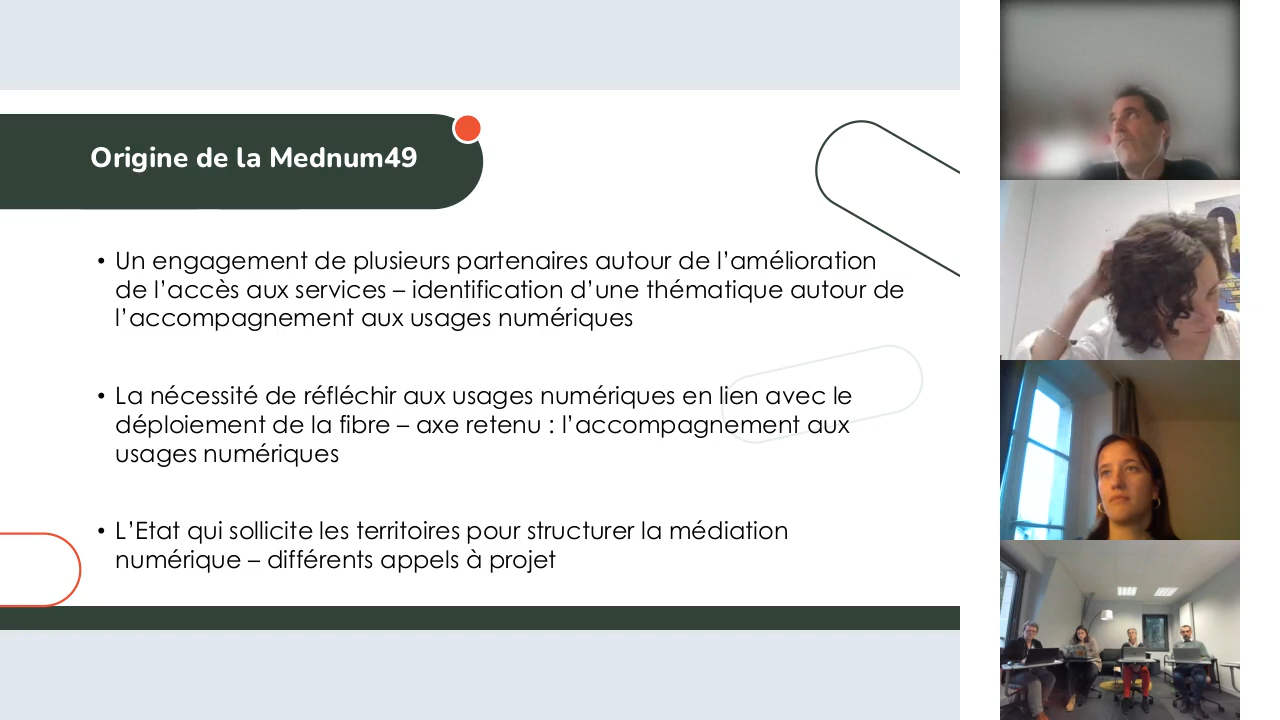 Origine de la Mednum49
• Un engagement de plusieurs partenaires autour de l’amélioration
de l’accès aux services – identification d’une thématique autour de
l’accompagnement aux usages numériques
• La nécessité de réfléchir aux usages numériques en lien avec le
déploiement de la fibre – axe retenu : l’accompagnement aux
usages numériques
• L’Etat qui sollicite les territoires pour structurer la médiation
numérique – différents appels à projet